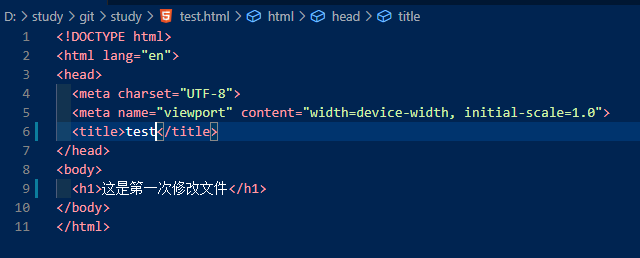 D: > study > git > study > test.html > html > head > title
1 <!DOCTYPE html>
2 <html lang="en">
3 <head>
4 <meta charset="UTF-8">
5 <meta name="viewport" content="width=device-width, initial-scale=1.0">
6 <title>test</title>
7 </head>
8 <body>
9 <h1>这是第一次修改文件</h1>
10 </body>
11 </html>